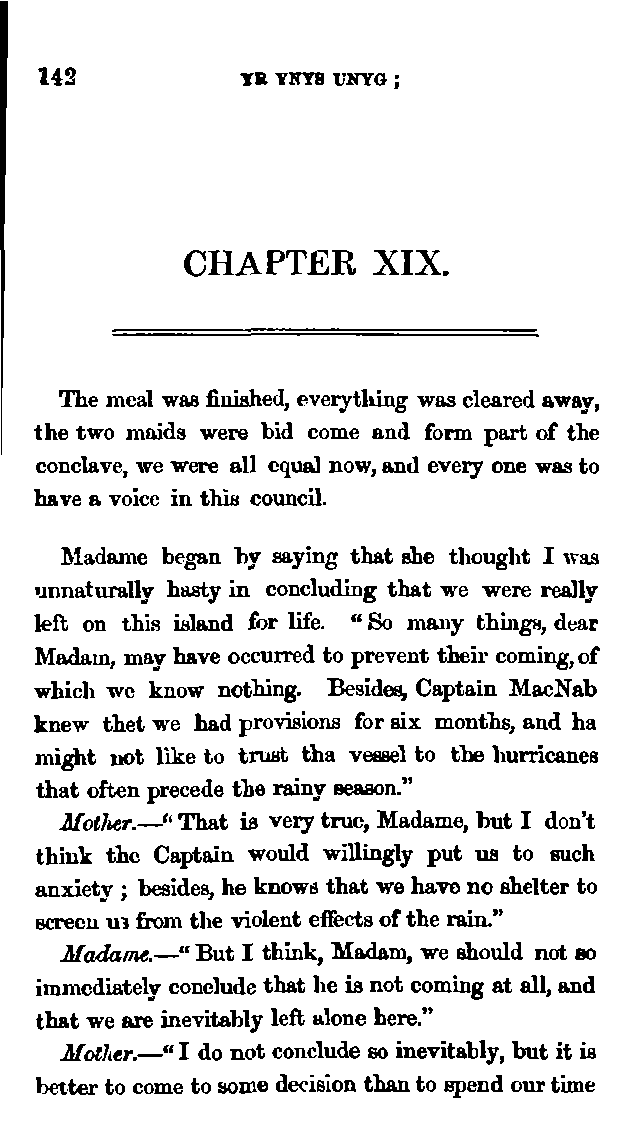 142 YR YNYS UNYG ;
CHAPTER XIX.
The meal was finished, everything was cleared away,
the two maids were bid come and form part of the
conclave, we were all equal now, and every one was to
have a voice in this council.
Madame began by saying that she thought I was
unnaturally hasty in concluding that we were really
left on this island for life. “ So many things, dear
Madam, may have occurred to prevent their coming, of
which we know nothing. Besides, Captain MacNab
knew thet we had provisions for six months, and ha
might not like to trust tha vessel to the hurricanes
that often precede the rainy season.”
Mother.—“ That is very true, Madame, but I don’t
think the Captain would willingly put us to such
anxiety ; besides, he knows that we have no shelter to
screen us from the violent effects of the rain.”
Madame.—“ But I think, Madam, we should not so
immediately conclude that he is not coming at all, and
that we are inevitably left alone here.”
Mother.—“ I do not conclude so inevitably, but it is
better to come to some decision than to spend our time